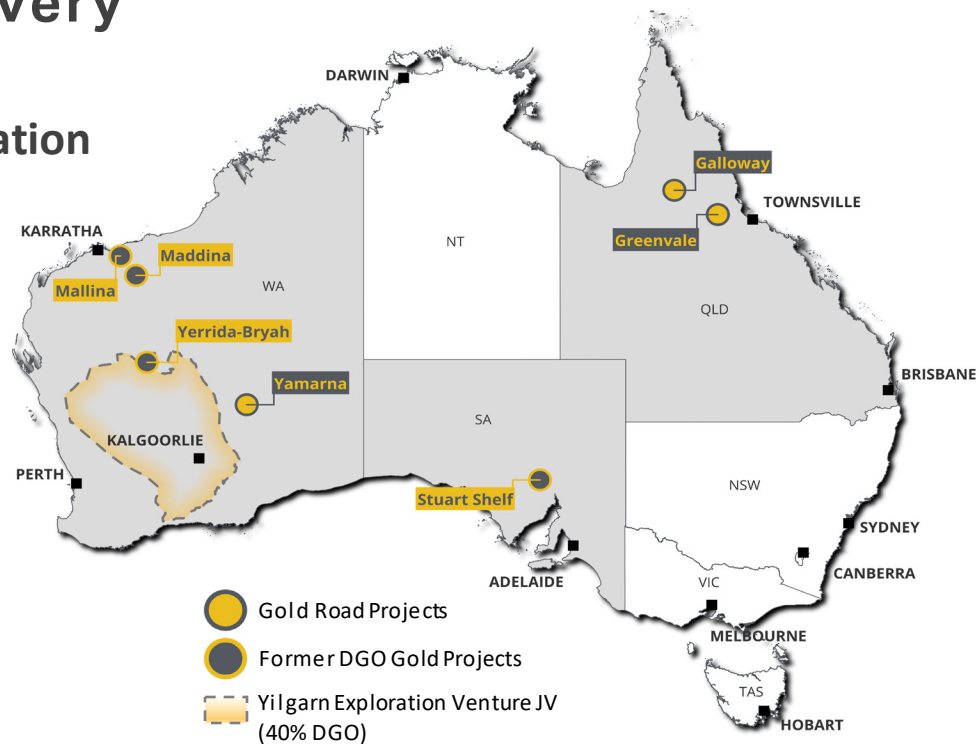 very
ation
DARWIN
Galloway
TOWNSVILLE
Greenvale
KARRATHA
Maddina
Mallina
NT
WA
QLD
Yerrida-Bryah
Yamarna
BRISBANE
SA
KALGOORLIE
PERTH
Stuart Shelf
NSW
SYDNEY
CANBERRA
ADELAIDE
VIC
MELBOURNE
TAS
HOBART
Gold Road Projects
Former DGO Gold Projects
Yilgarn Exploration Venture JV
(40% DGO)